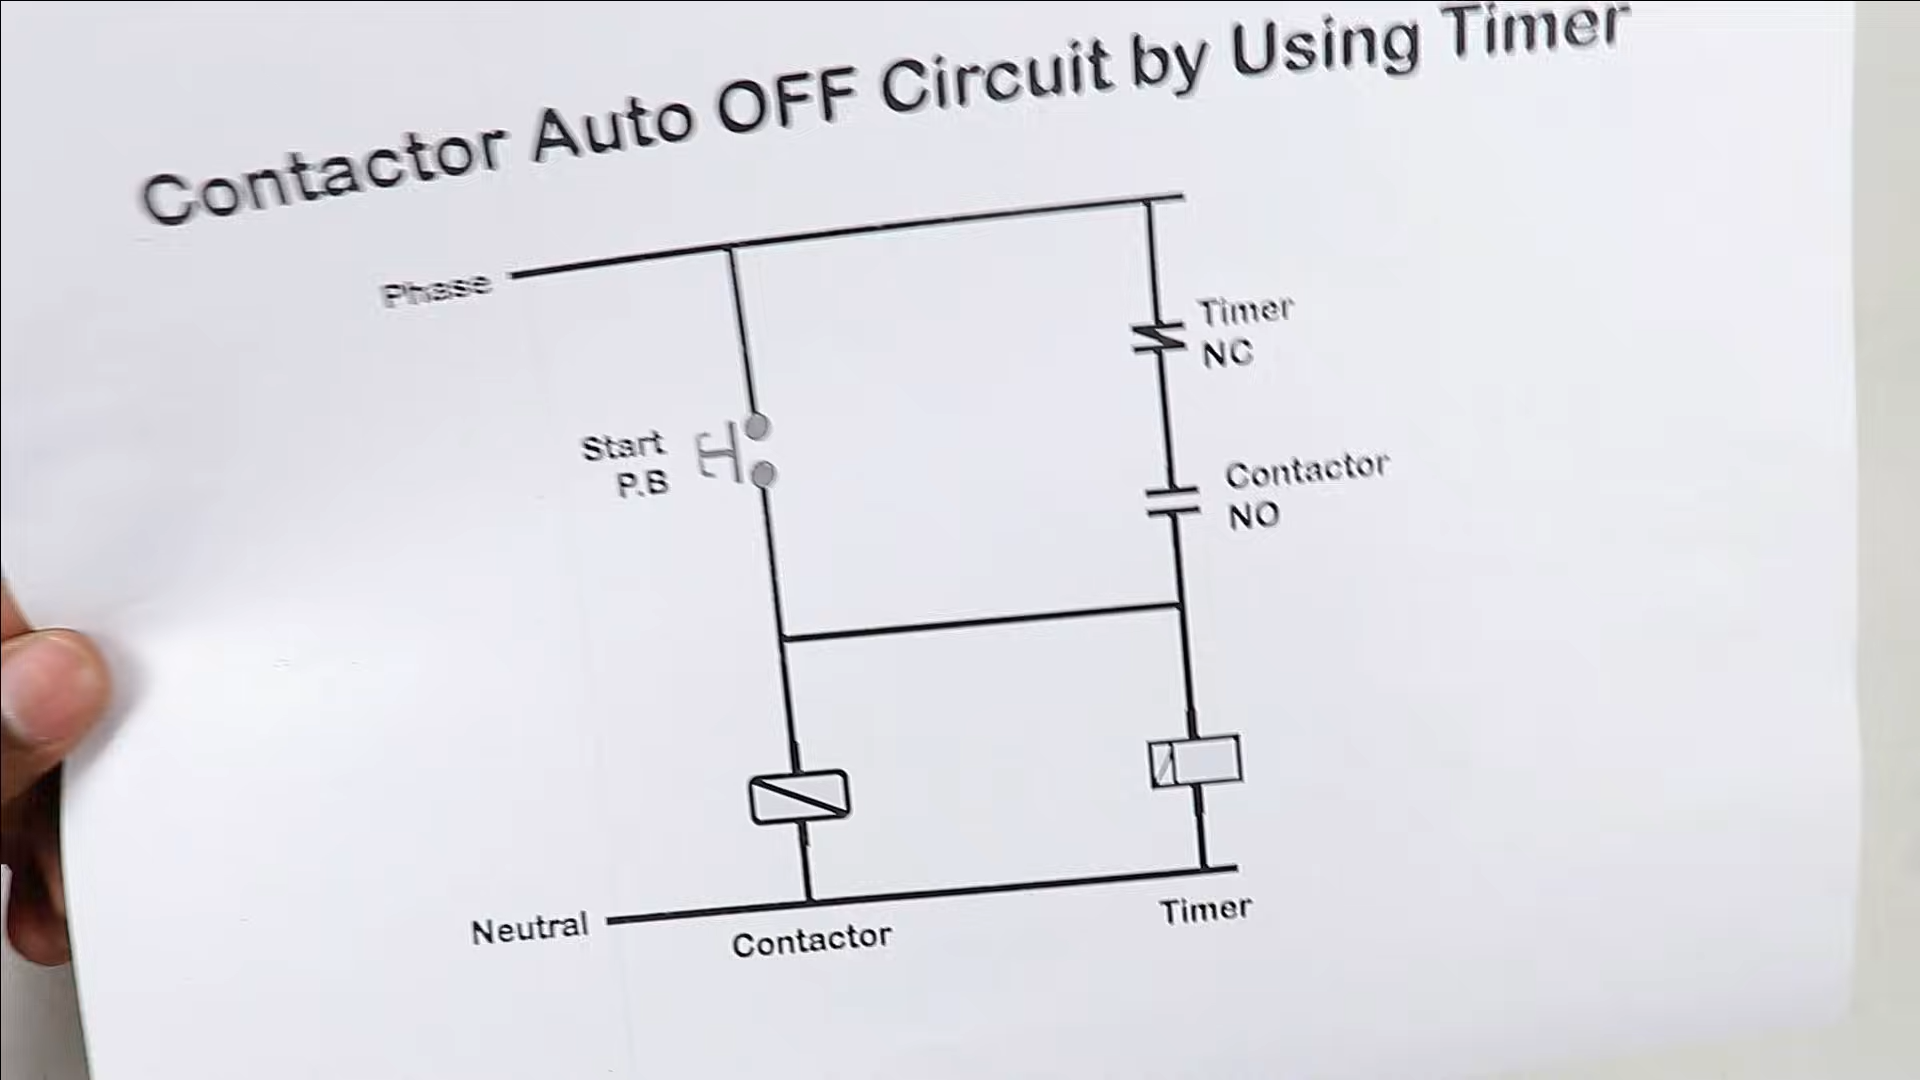 Contactor Auto OFF Circuit by Using Timer
Phase
Timer
NC
Start
P.B
Contactor
NO
Neutral
Contactor
Timer